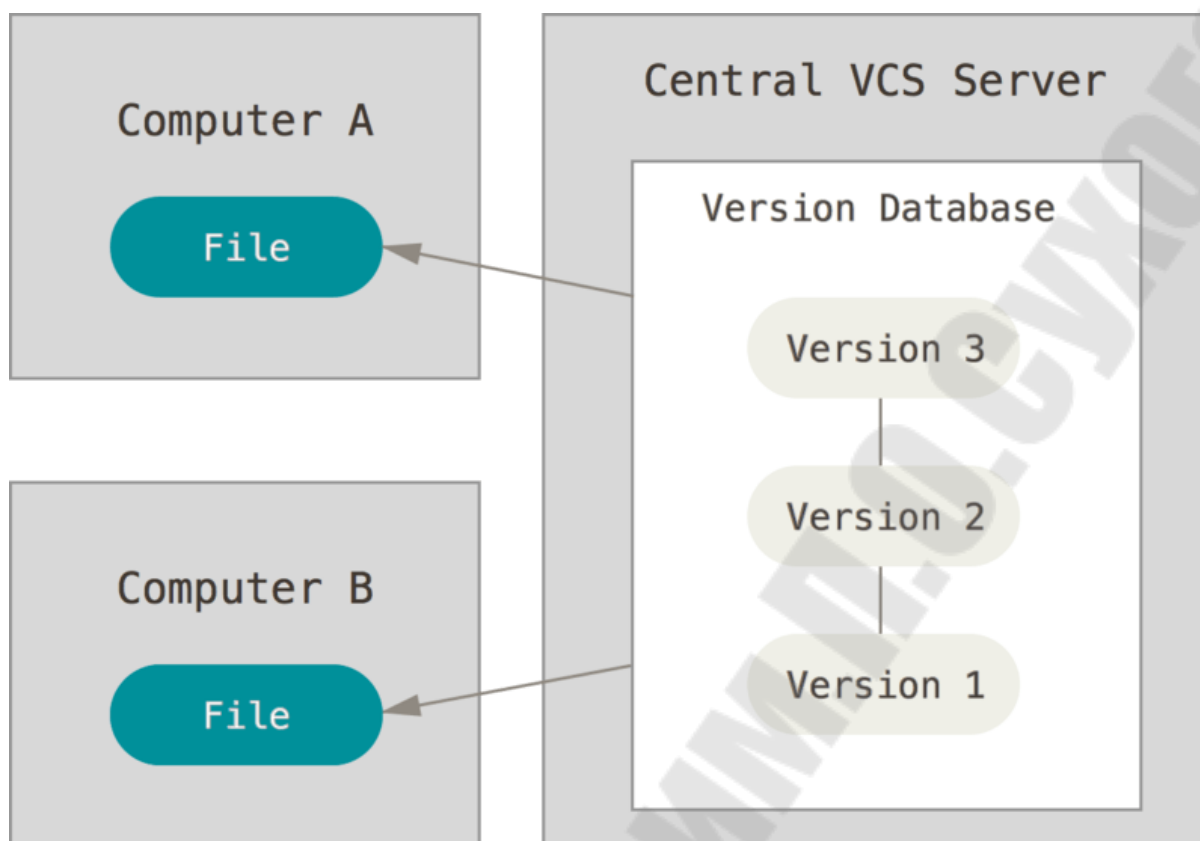 Computer A
File
Computer B
File
Central VCS Server
Version Database
Version 3
Version 2
Version 1